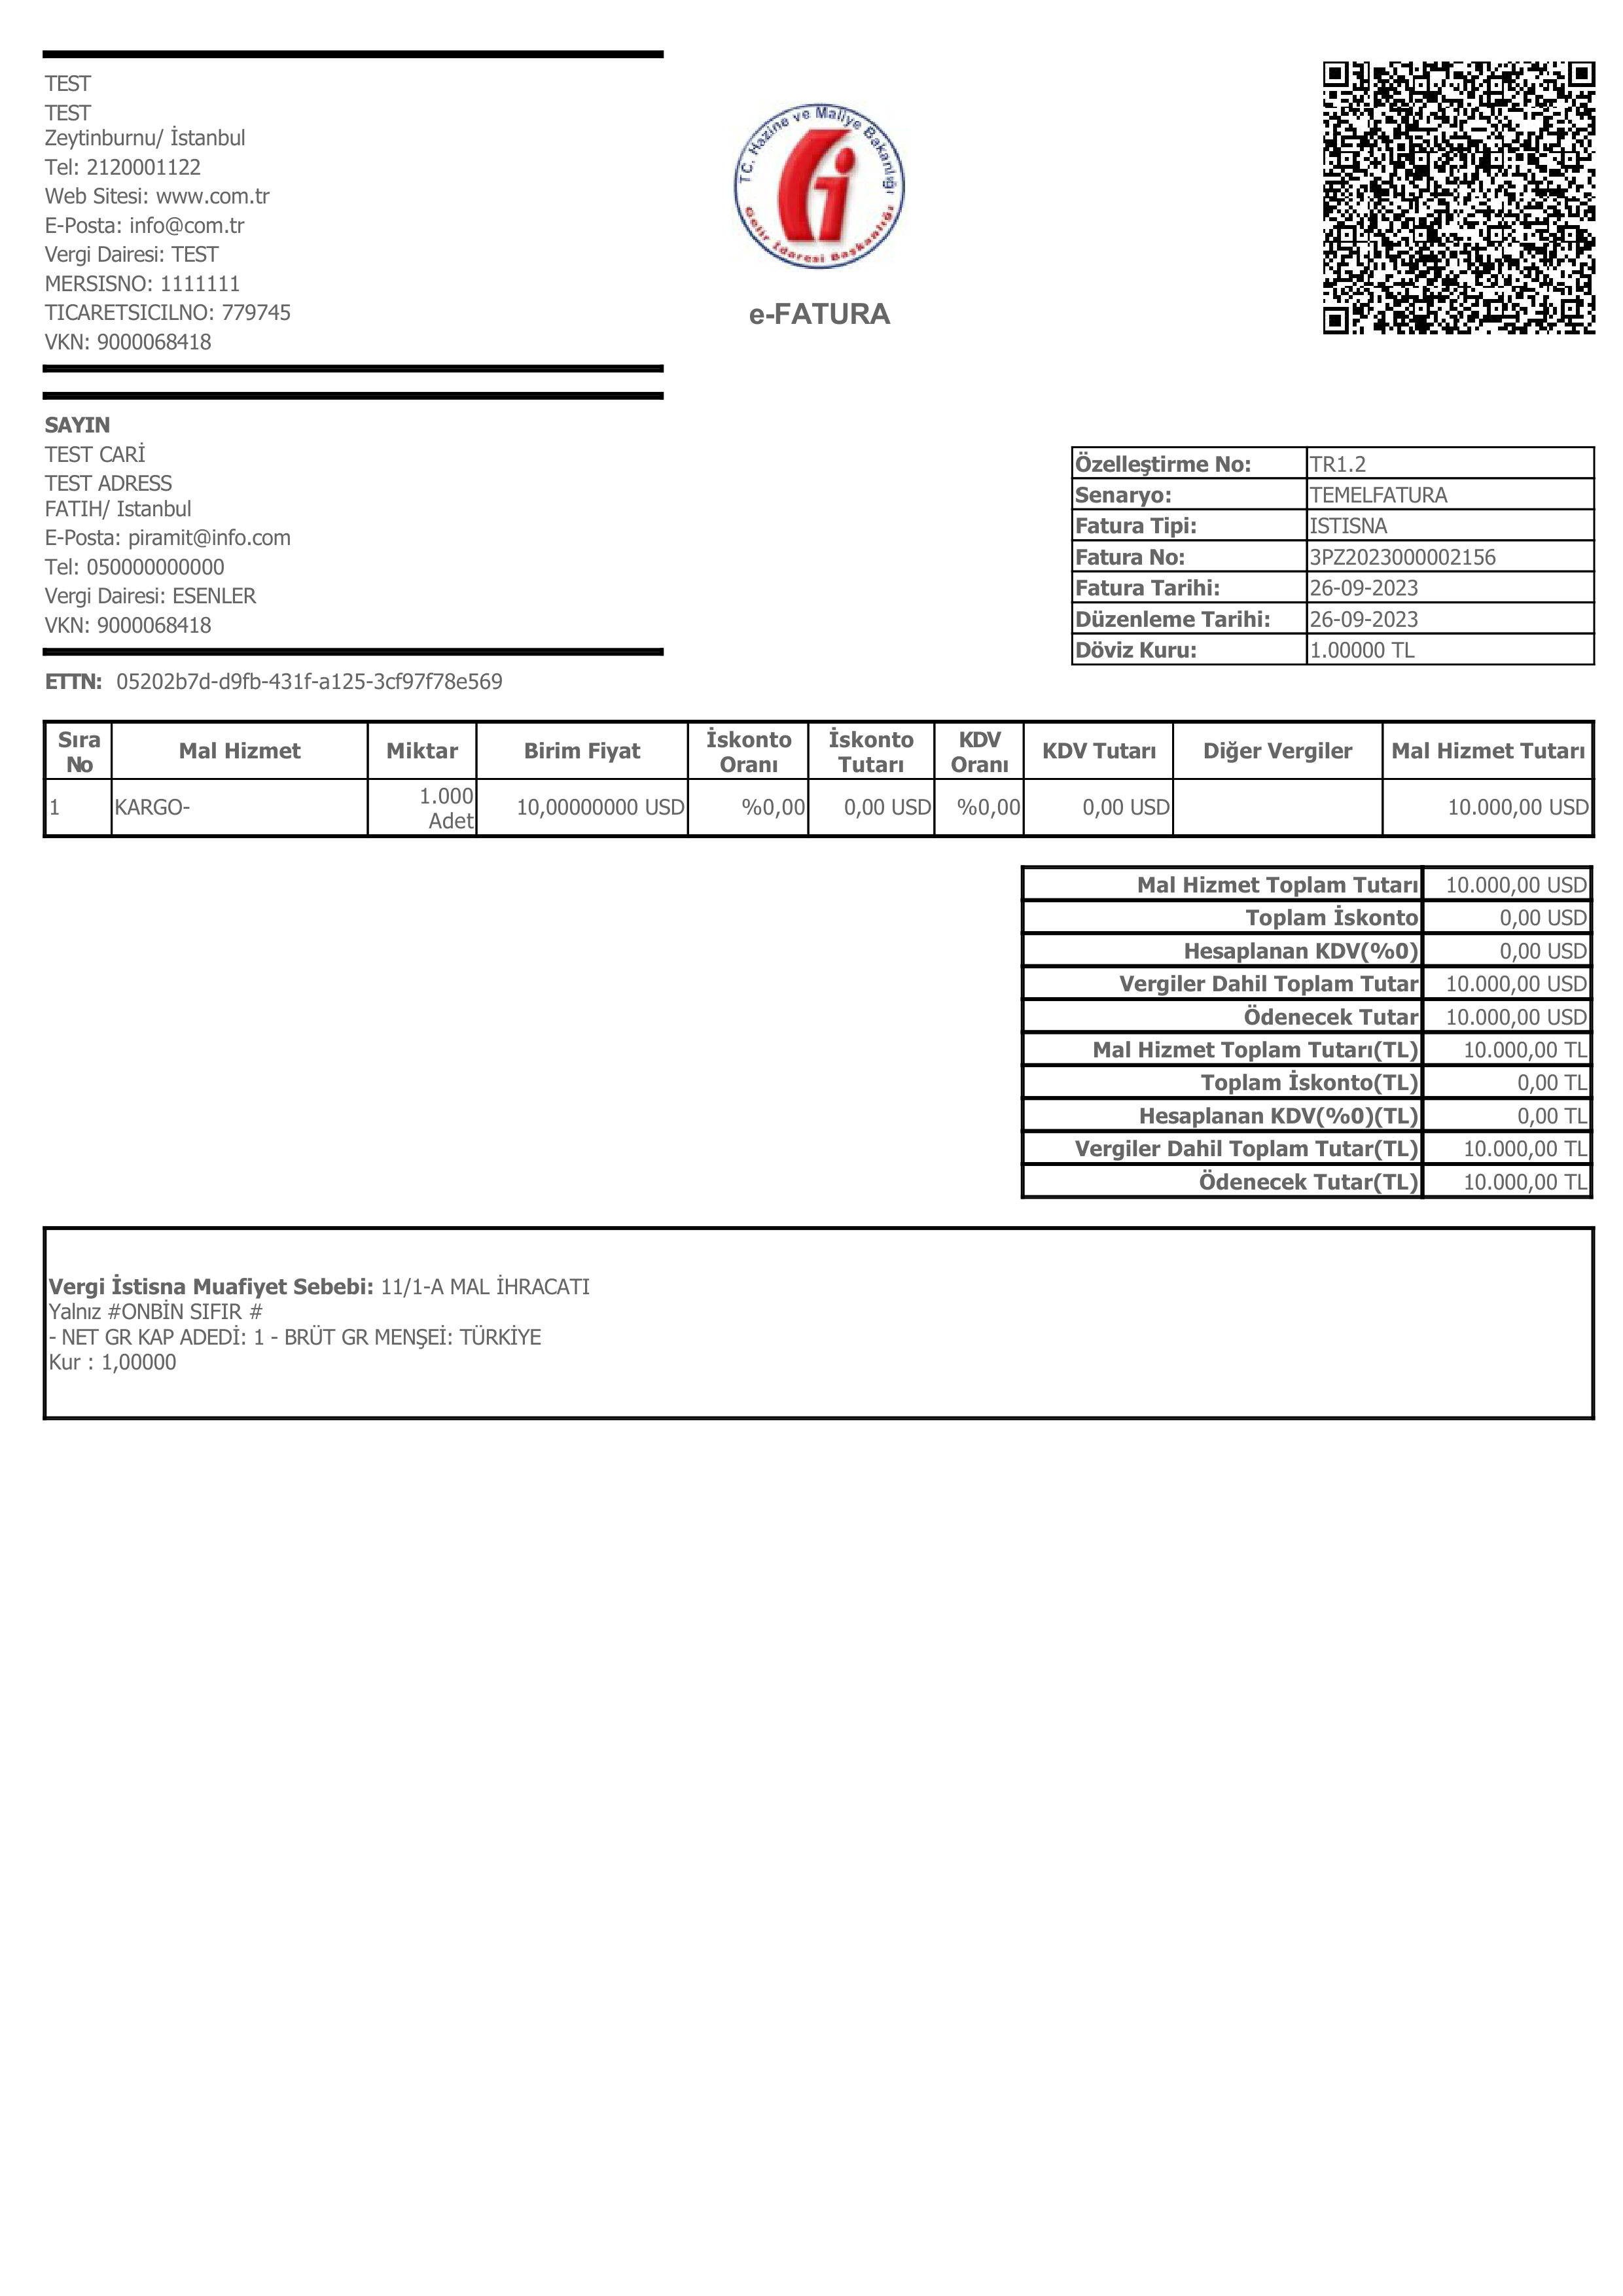 TEST
TEST
Zeytinburnu/ İstanbul
Tel: 2120001122
Web Sitesi: www.com.tr
E-Posta: info@com.tr
Vergi Dairesi: TEST
MERSISNO: 1111111
TICARETSICILNO: 779745
VKN: 9000068418
TC. Hazine ve Maliye Bakanlığı
Gelir İdaresi Başkanlığı
e-FATURA
SAYIN
TEST CARİ
TEST ADRESS
FATIH/ Istanbul
E-Posta: piramit@info.com
Tel: 050000000000
Vergi Dairesi: ESENLER
VKN: 9000068418
ETTN: 05202b7d-d9fb-431f-a125-3cf97f78e569
Özelleştirme No: TR1.2
Senaryo: TEMELFATURA
Fatura Tipi: ISTISNA
Fatura No: 3PZ2023000002156
Fatura Tarihi: 26-09-2023
Düzenleme Tarihi: 26-09-2023
Döviz Kuru: 1.00000 TL
Sıra No Mal Hizmet Miktar Birim Fiyat İskonto Oranı İskonto Tutarı KDV Oranı KDV Tutarı Diğer Vergiler Mal Hizmet Tutarı
1 KARGO- 1.000 Adet 10,00000000 USD %0,00 0,00 USD %0,00 0,00 USD 10.000,00 USD
Mal Hizmet Toplam Tutarı 10.000,00 USD
Toplam İskonto 0,00 USD
Hesaplanan KDV(%0) 0,00 USD
Vergiler Dahil Toplam Tutar 10.000,00 USD
Ödenecek Tutar 10.000,00 USD
Mal Hizmet Toplam Tutarı(TL) 10.000,00 TL
Toplam İskonto(TL) 0,00 TL
Hesaplanan KDV(%0)(TL) 0,00 TL
Vergiler Dahil Toplam Tutar(TL) 10.000,00 TL
Ödenecek Tutar(TL) 10.000,00 TL
Vergi İstisna Muafiyet Sebebi: 11/1-A MAL İHRACATI
Yalnız #ONBİN SIFIR #
- NET GR KAP ADEDİ: 1 - BRÜT GR MENŞEİ: TÜRKİYE
Kur : 1,00000